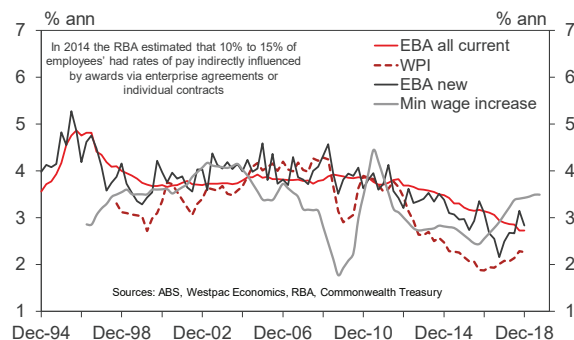 % ann
% ann
7
7
In 2014 the RBA estimated that 10% to 15% of
employees' had rates of pay indirectly influenced
by awards via enterprise agreements or
individual contracts
EBA all current
WPI
EBA new
Min wage increase
6
6
5
5
4
4
3
3
2
2
Sources: ABS, Westpac Economics, RBA, Commonwealth Treasury
1
1
Dec-94 Dec-98 Dec-02 Dec-06 Dec-10 Dec-14 Dec-18